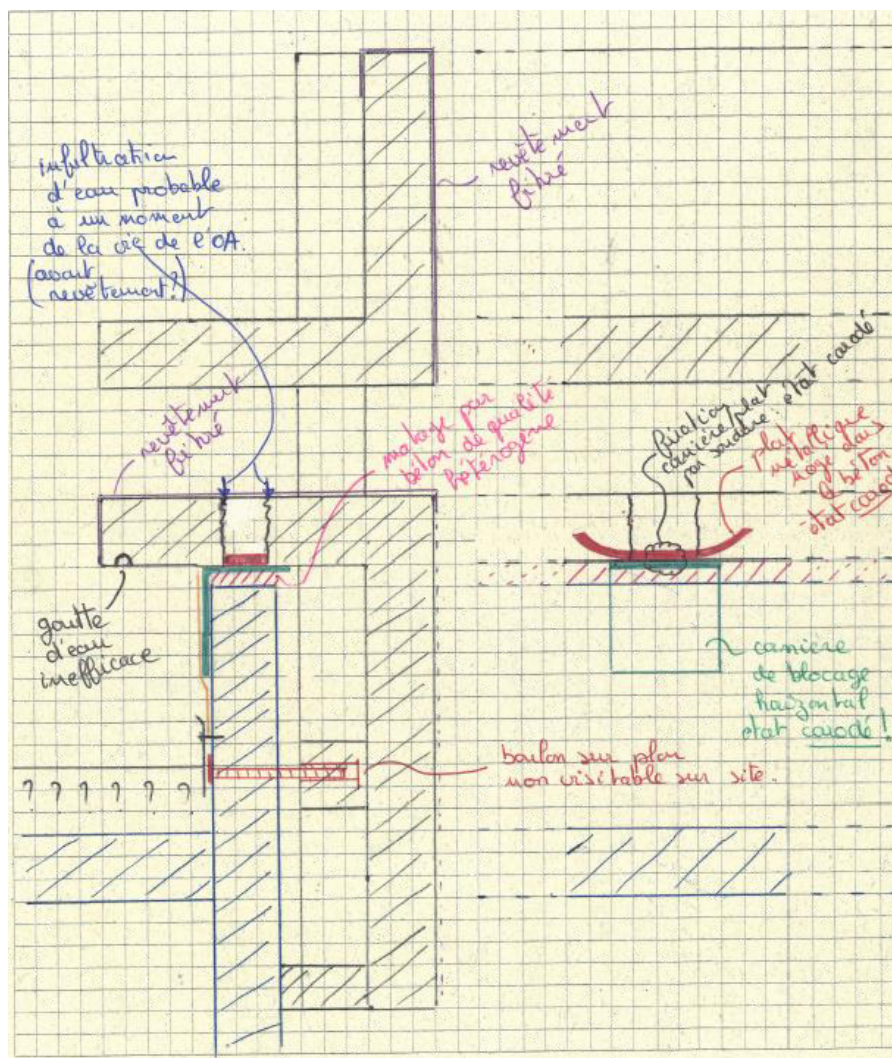 infiltration
d'eau probable
à un moment
de la vie de l'OA.
(avant
revêtement?)
revêtement
fibré
revêtement
fibré
matage par
béton de qualité
hétérogène
fixation
cornière/plat
par soudure: état corrodé
plat
métallique
noyé dans
le béton
- état corrodé
goutte
d'eau
inefficace
cornière
de blocage
horizontal
état corrodé!
boulon sur plan
non visitable sur site.
? ? ? ? ? ?